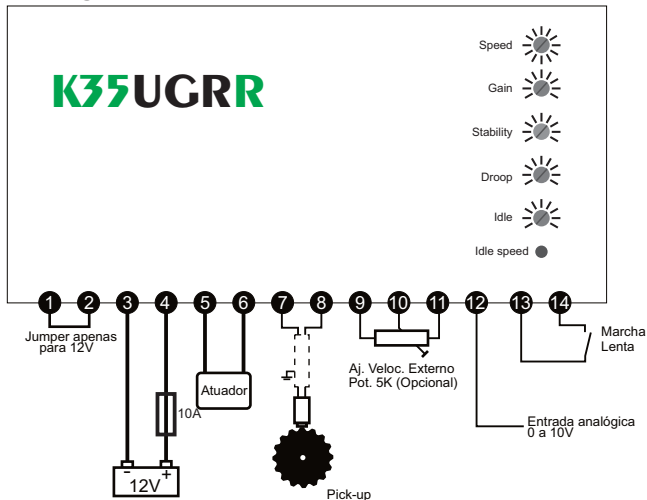 Speed
K35UGRR
Gain
Stability
Droop
Idle
Idle speed
1 2 3 4 5 6 7 8 9 10 11 12 13 14
Jumper apenas
para 12V
Marcha
Lenta
Aj. Veloc. Externo
Pot. 5K (Opcional)
Atuador
10A
Entrada analógica
0 a 10V
- +
12V
Pick-up